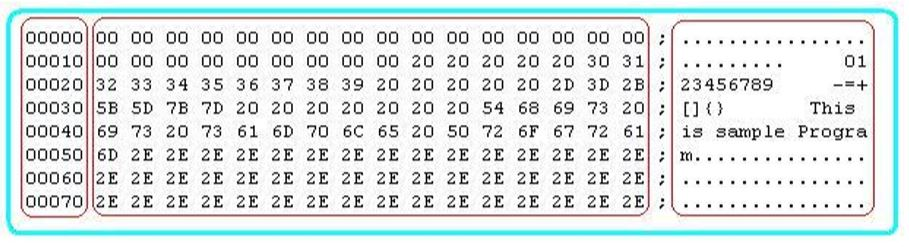 00000 00 00 00 00 00 00 00 00 00 00 00 00 00 00 00 00 ; ................
00010 00 00 00 00 00 00 00 00 00 20 20 20 20 20 30 31 ; .........     01
00020 32 33 34 35 36 37 38 39 20 20 20 20 20 2D 3D 2B ; 23456789     -=+
00030 5B 5D 7B 7D 20 20 20 20 20 20 20 54 68 69 73 20 ; []{}       This
00040 69 73 20 73 61 6D 70 6C 65 20 50 72 6F 67 72 61 ; is sample Progra
00050 6D 2E 2E 2E 2E 2E 2E 2E 2E 2E 2E 2E 2E 2E 2E 2E ; m...............
00060 2E 2E 2E 2E 2E 2E 2E 2E 2E 2E 2E 2E 2E 2E 2E 2E ; ................
00070 2E 2E 2E 2E 2E 2E 2E 2E 2E 2E 2E 2E 2E 2E 2E 2E ; ................